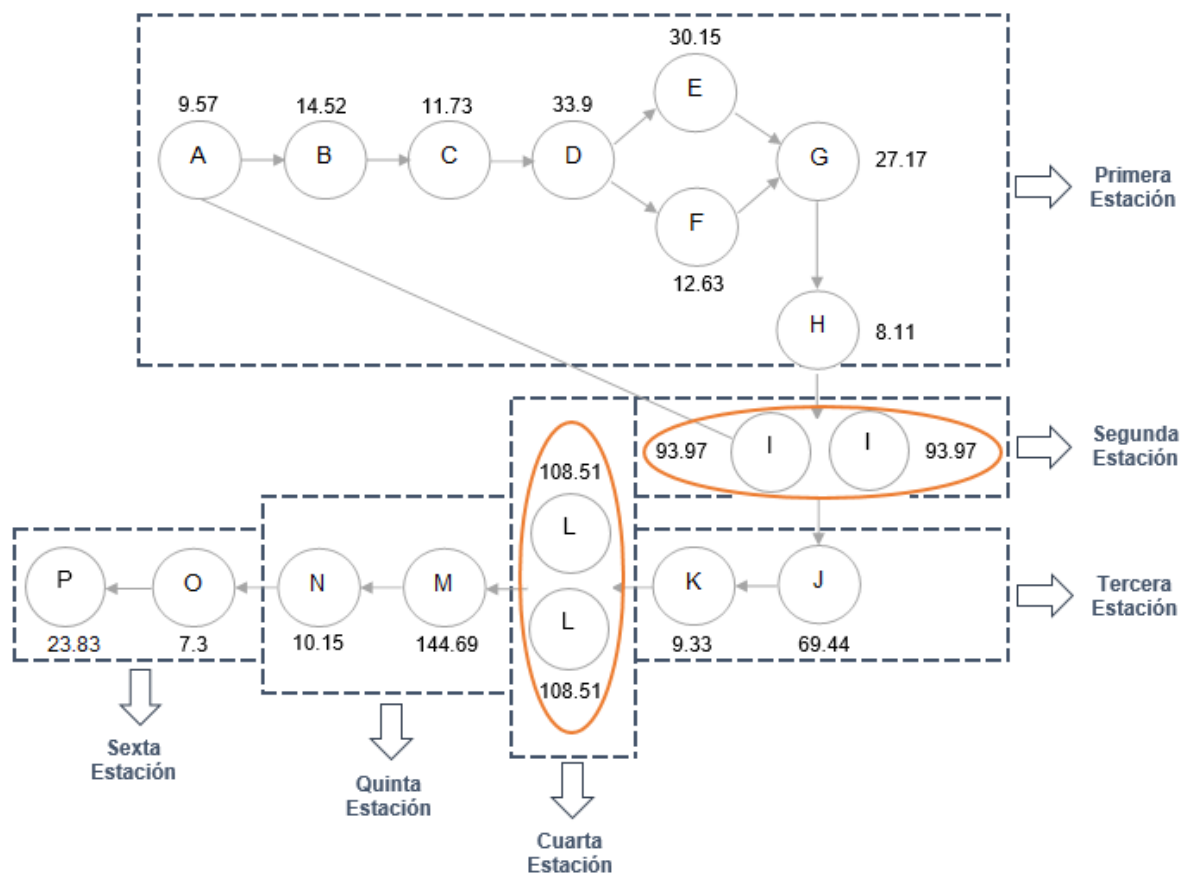 30.15
9.57 14.52 11.73 33.9 E
A B C D G 27.17 Primera
Estación
F
12.63
H 8.11
93.97 I I 93.97 Segunda
Estación
108.51
L
P O N M K J Tercera
Estación
L
23.83 7.3 10.15 144.69 9.33 69.44
108.51
Sexta
Estación
Quinta
Estación
Cuarta
Estación